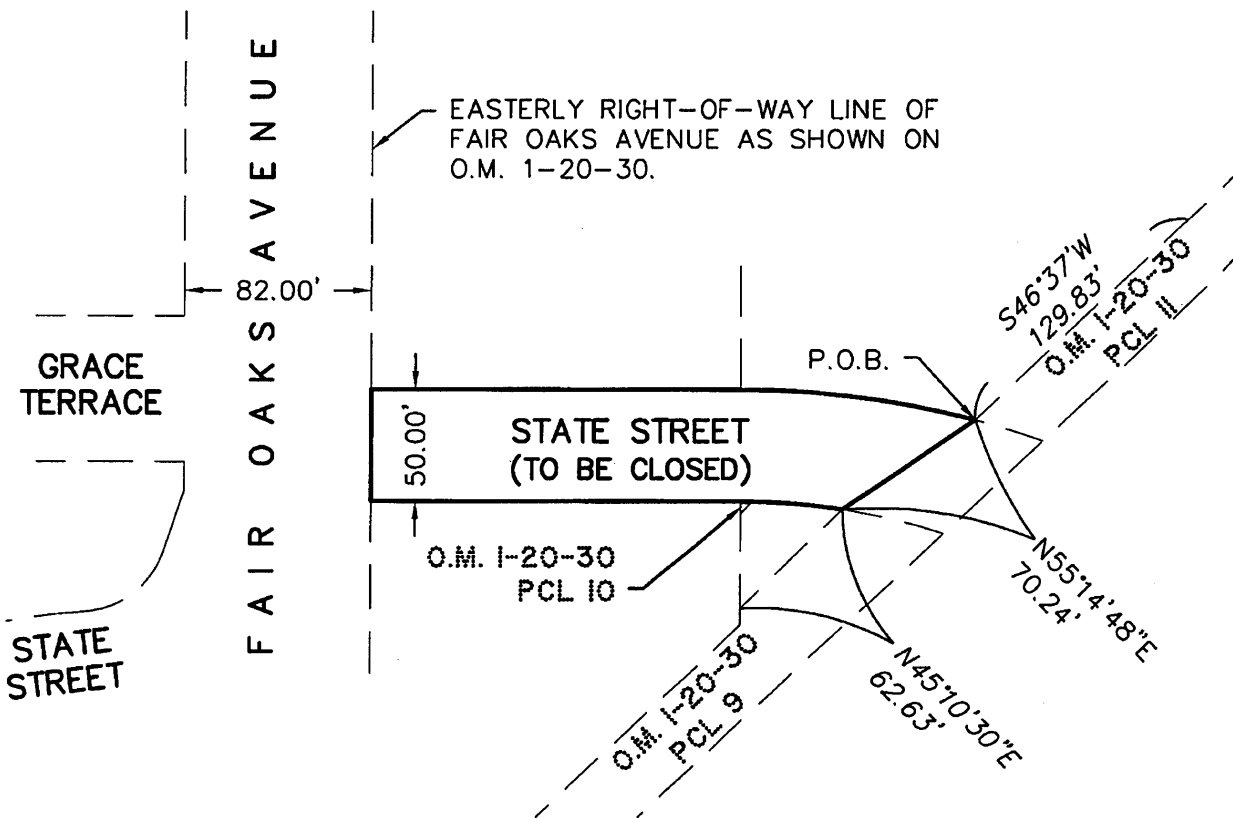 FAIR OAKS AVENUE
EASTERLY RIGHT-OF-WAY LINE OF
FAIR OAKS AVENUE AS SHOWN ON
O.M. 1-20-30.
82.00'
GRACE
TERRACE
S46°37'W
129.83'
O.M. 1-20-30
PCL 11
P.O.B.
50.00'
STATE STREET
(TO BE CLOSED)
O.M. 1-20-30
PCL 10
N55°14'48"E
70.24'
STATE
STREET
O.M. 1-20-30
PCL 9
N45°10'30"E
62.63'